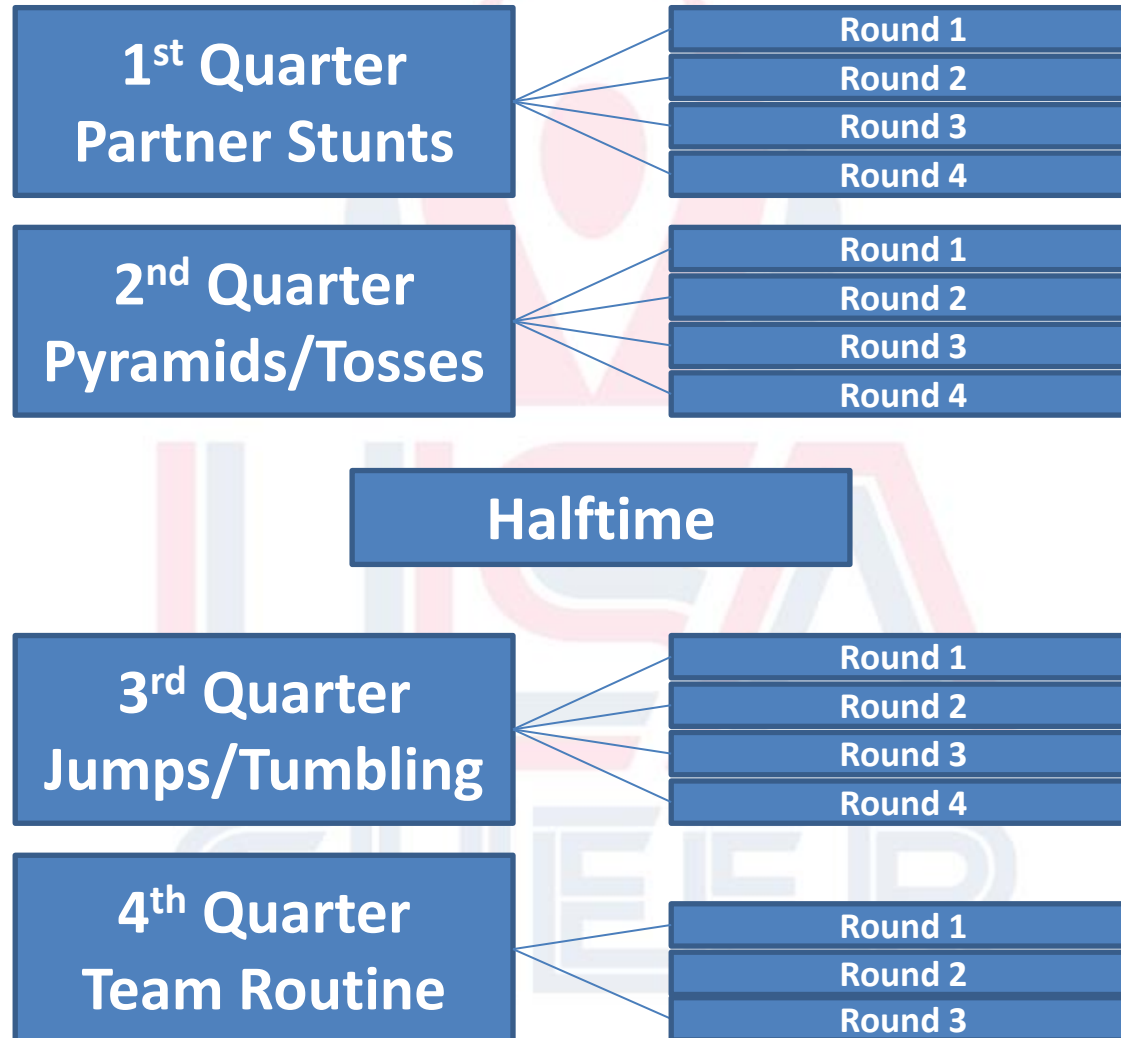 1st Quarter
Partner Stunts
Round 1
Round 2
Round 3
Round 4
2nd Quarter
Pyramids/Tosses
Round 1
Round 2
Round 3
Round 4
Halftime
3rd Quarter
Jumps/Tumbling
Round 1
Round 2
Round 3
Round 4
4th Quarter
Team Routine
Round 1
Round 2
Round 3
USA
CHEER